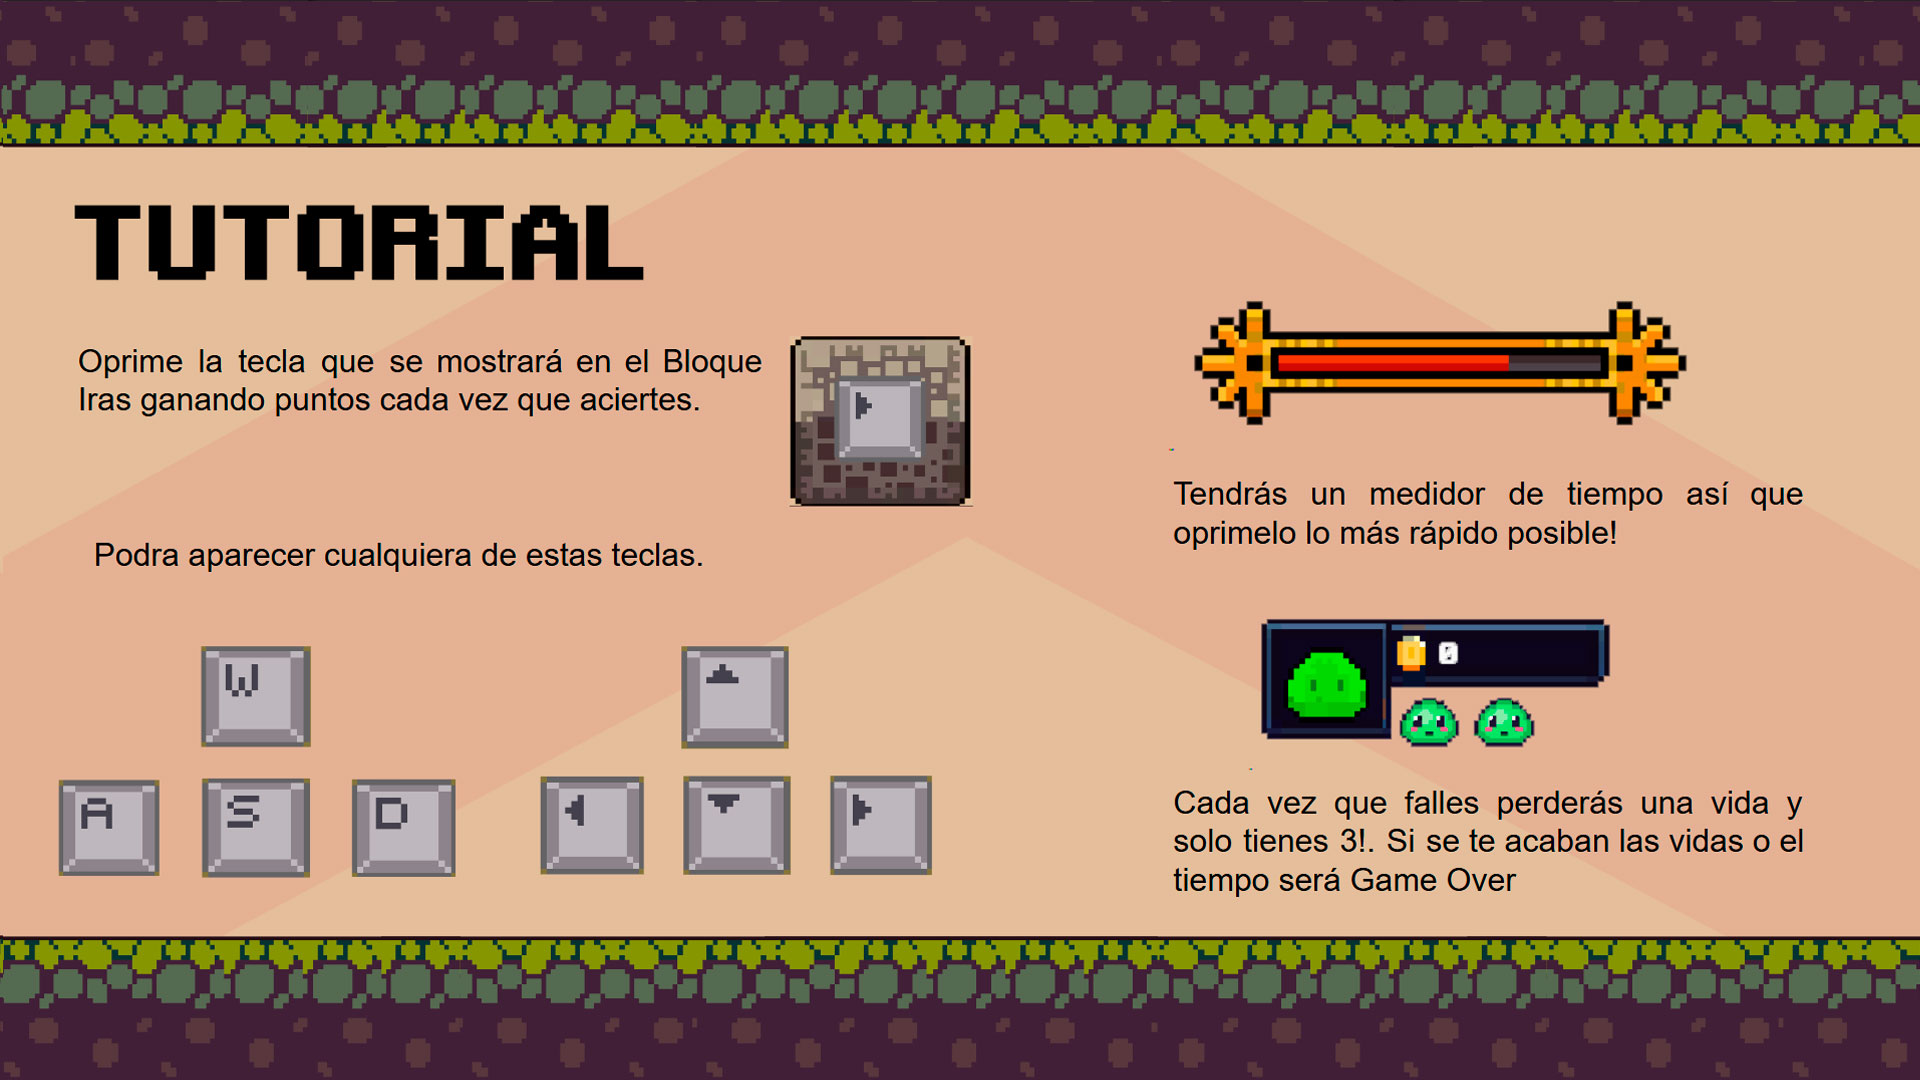 TUTORIAL
Oprime la tecla que se mostrará en el Bloque
Iras ganando puntos cada vez que aciertes.
Podra aparecer cualquiera de estas teclas.
W
A S D
Tendrás un medidor de tiempo así que
oprimelo lo más rápido posible!
0
Cada vez que falles perderás una vida y
solo tienes 3!. Si se te acaban las vidas o el
tiempo será Game Over